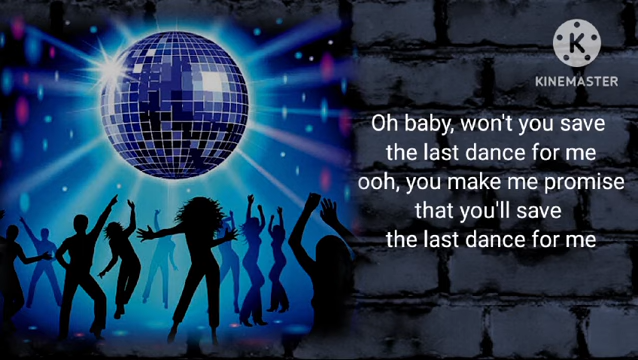 K
KINEMASTER
Oh baby, won't you save
the last dance for me
ooh, you make me promise
that you'll save
the last dance for me